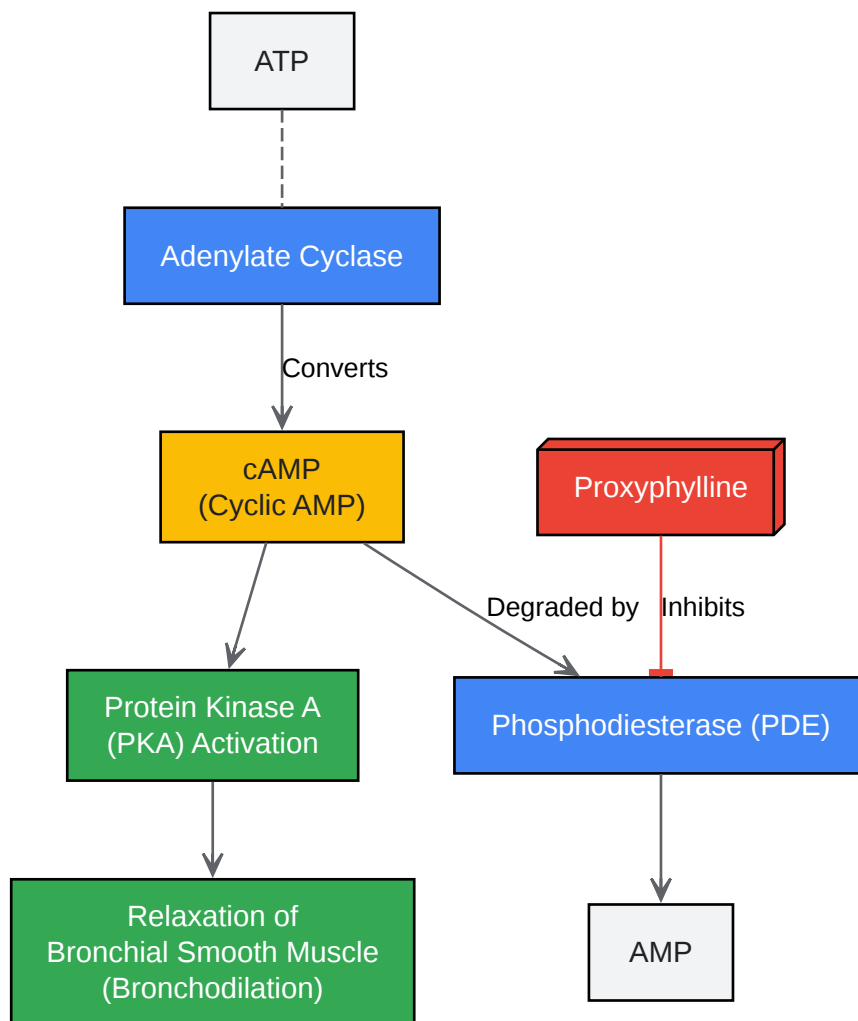 ATP
Adenylate Cyclase
Converts
cAMP
(Cyclic AMP)
Proxyphylline
Degraded by
Inhibits
Protein Kinase A
(PKA) Activation
Phosphodiesterase (PDE)
Relaxation of
Bronchial Smooth Muscle
(Bronchodilation)
AMP